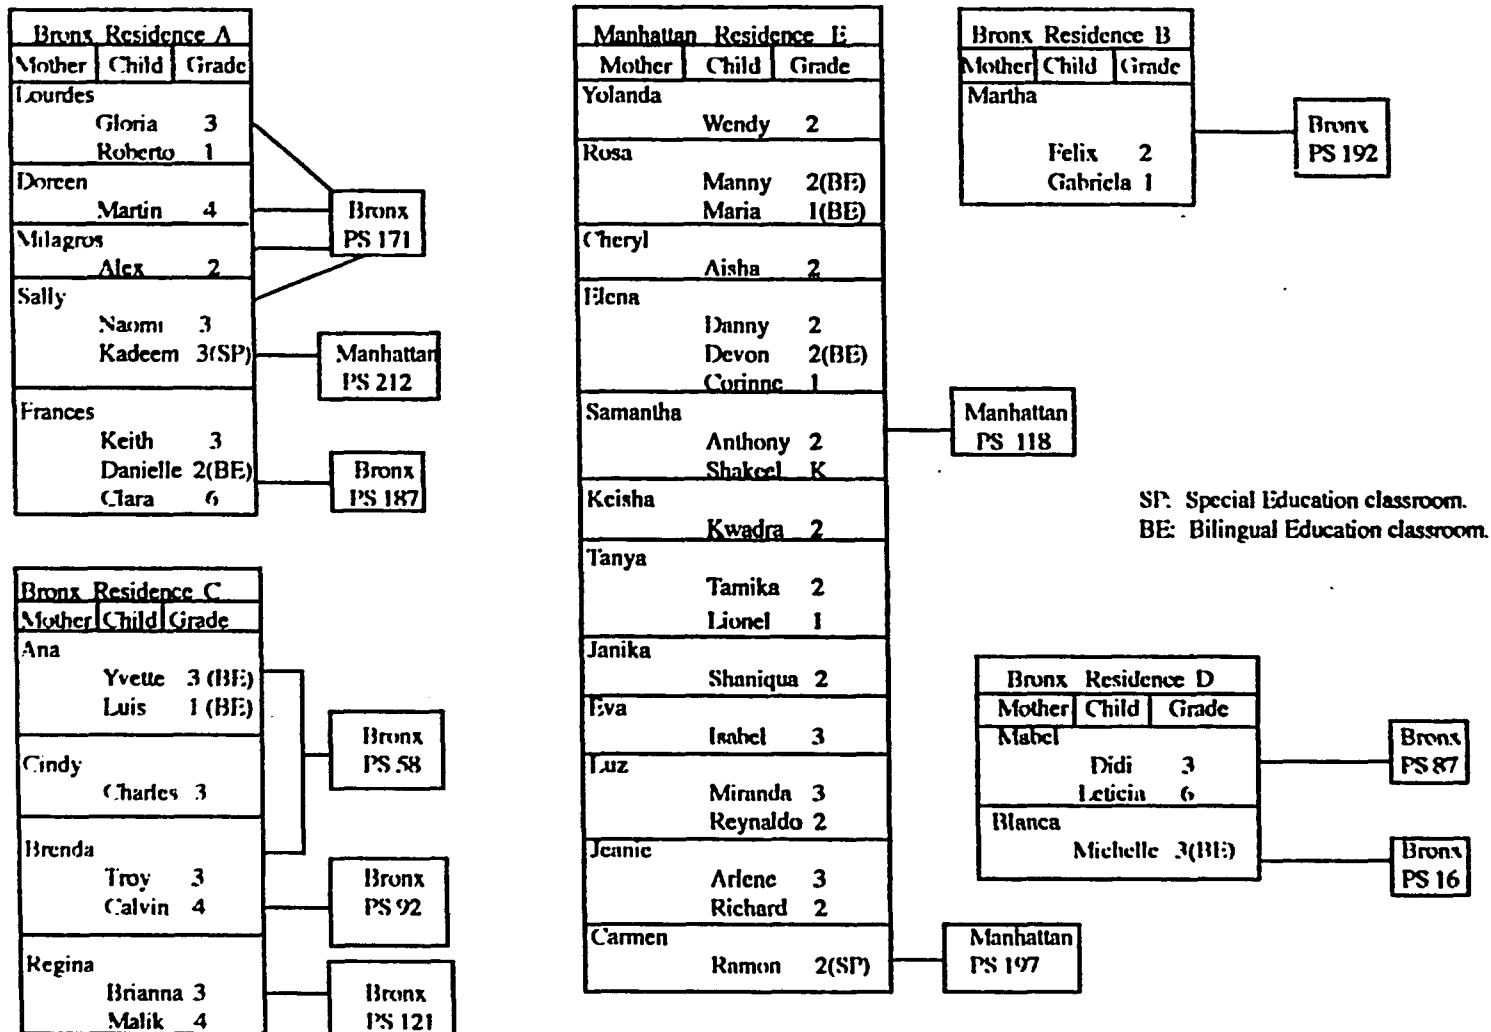 Bronx Residence A
Mother Child Grade
Lourdes
Gloria 3
Roberto 1
Doreen
Martin 4
Milagros
Alex 2
Sally
Naomi 3
Kadeem 3(SP)
Frances
Keith 3
Danielle 2(BE)
Clara 6
Bronx
PS 171
Manhattan
PS 212
Bronx
PS 187
Bronx Residence C
Mother Child Grade
Ana
Yvette 3 (BE)
Luis 1 (BE)
Cindy
Charles 3
Brenda
Troy 3
Calvin 4
Regina
Brianna 3
Malik 4
Bronx
PS 58
Bronx
PS 92
Bronx
PS 121
Manhattan Residence E
Mother Child Grade
Yolanda
Wendy 2
Rosa
Manny 2(BE)
Maria 1(BE)
Cheryl
Aisha 2
Elena
Danny 2
Devon 2(BE)
Corinne 1
Samantha
Anthony 2
Shakeel K
Keisha
Kwadra 2
Tanya
Tamika 2
Lionel 1
Janika
Shaniqua 2
Eva
Isabel 3
Luz
Miranda 3
Reynaldo 2
Jeanie
Arlene 3
Richard 2
Carmen
Ramon 2(SP)
Manhattan
PS 118
Manhattan
PS 197
Bronx Residence B
Mother Child Grade
Martha
Felix 2
Gabriela 1
Bronx
PS 192
SP: Special Education classroom.
BE: Bilingual Education classroom.
Bronx Residence D
Mother Child Grade
Mabel
Didi 3
Leticia 6
Blanca
Michelle 3(BE)
Bronx
PS 87
Bronx
PS 16